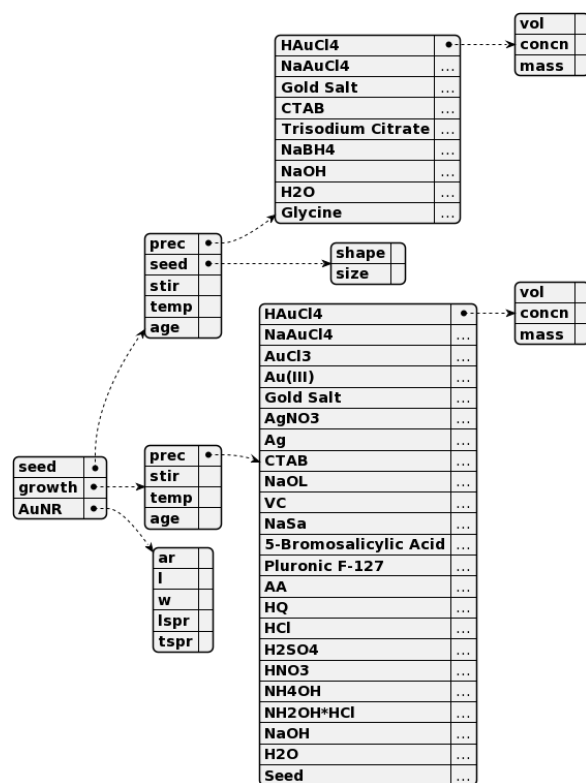 vol
concn
mass
HAuCl4
NaAuCl4 ...
Gold Salt ...
CTAB ...
Trisodium Citrate ...
NaBH4 ...
NaOH ...
H2O ...
Glycine ...
prec
seed
stir
temp
age
shape
size
vol
concn
mass
HAuCl4
NaAuCl4 ...
AuCl3 ...
Au(III) ...
Gold Salt ...
AgNO3 ...
Ag ...
CTAB ...
NaOL ...
VC ...
NaSa ...
5-Bromosalicylic Acid ...
Pluronic F-127 ...
AA ...
HQ ...
HCl ...
H2SO4 ...
HNO3 ...
NH4OH ...
NH2OH*HCl ...
NaOH ...
H2O ...
Seed ...
seed
growth
AuNR
prec
stir
temp
age
ar
l
w
lspr
tspr